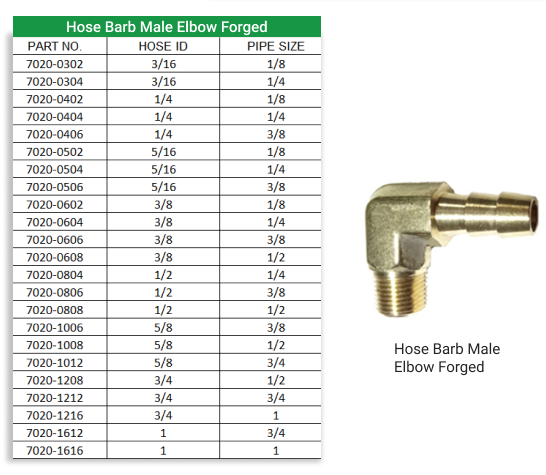 Hose Barb Male Elbow Forged
PART NO. HOSE ID PIPE SIZE
7020-0302 3/16 1/8
7020-0304 3/16 1/4
7020-0402 1/4 1/8
7020-0404 1/4 1/4
7020-0406 1/4 3/8
7020-0502 5/16 1/8
7020-0504 5/16 1/4
7020-0506 5/16 3/8
7020-0602 3/8 1/8
7020-0604 3/8 1/4
7020-0606 3/8 3/8
7020-0608 3/8 1/2
7020-0804 1/2 1/4
7020-0806 1/2 3/8
7020-0808 1/2 1/2
7020-1006 5/8 3/8
7020-1008 5/8 1/2
7020-1012 5/8 3/4
7020-1208 3/4 1/2
7020-1212 3/4 3/4
7020-1216 3/4 1
7020-1612 1 3/4
7020-1616 1 1
Hose Barb Male
Elbow Forged